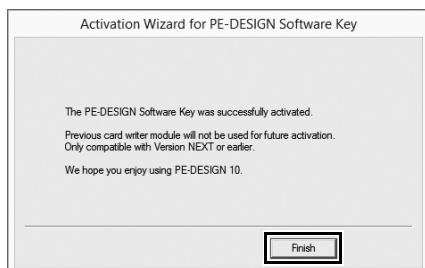 Activation Wizard for PE-DESIGN Software Key
The PE-DESIGN Software Key was successfully activated.
Previous card writer module will not be used for future activation.
Only compatible with Version NEXT or earlier.
We hope you enjoy using PE-DESIGN 10.
Finish